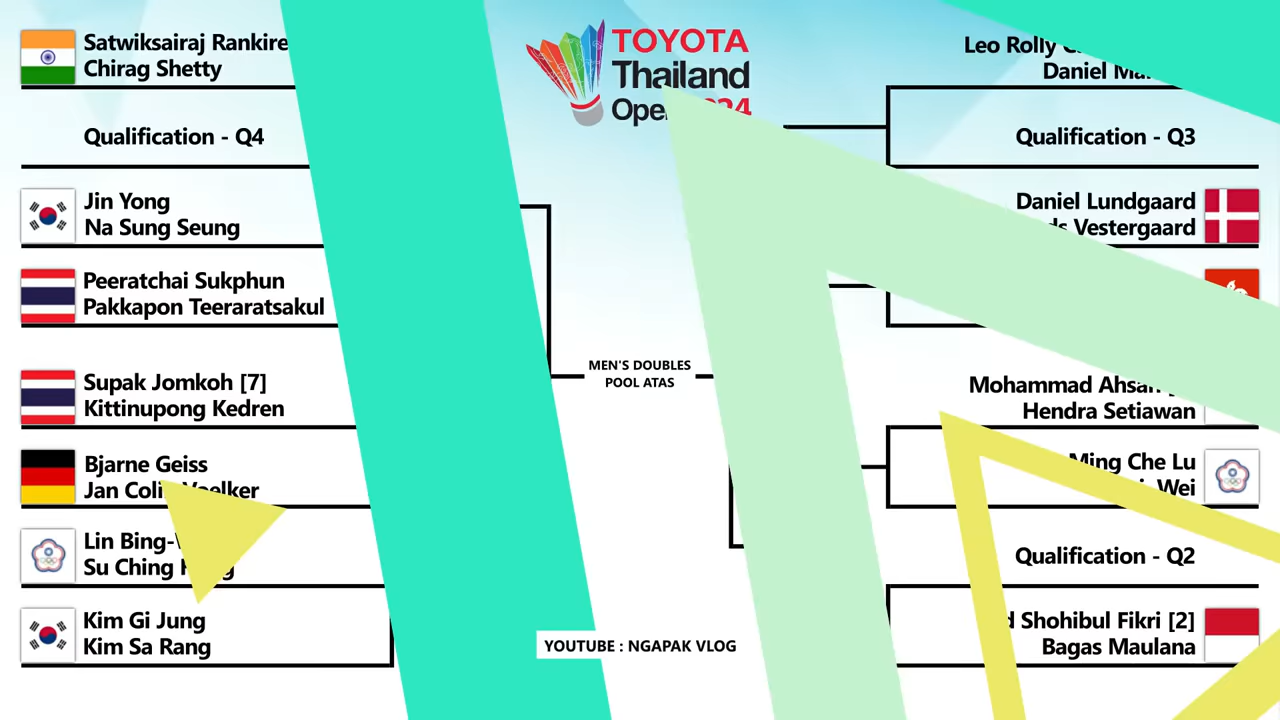 Satwiksairaj Rankire
Chirag Shetty
Qualification - Q4
Jin Yong
Na Sung Seung
Peeratchai Sukphun
Pakkapon Teeraratsakul
Supak Jomkoh [7]
Kittinupong Kedren
Bjarne Geiss
Jan
Lin
Su Ching
Kim Gi Jung
Kim Sa Rang
TOYOTA
Thailand
MEN'S DOUBLES
POOL ATAS
YOUTUBE : NGAPAK VLOG
Leo Rolly
Daniel
Qualification - Q3
Daniel Lundgaard
Vestergaard
Mohammad Ahsan
Hendra Setiawan
Ming Che Lu
Wei
Qualification - Q2
Shohibul Fikri [2]
Bagas Maulana